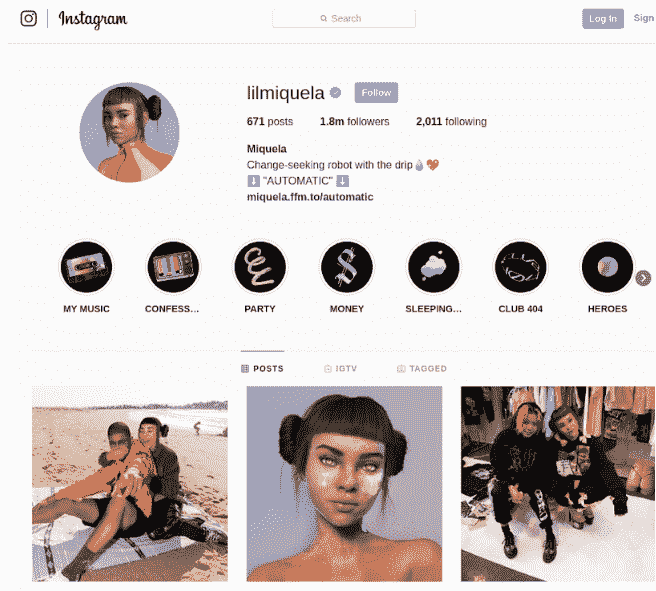 Instagram
Search
Log In
Sign
lilmiquela
Follow
671 posts 1.8m followers 2,011 following
Miquela
Change-seeking robot with the drip💧❤️‍🩹
⬇️ "AUTOMATIC" ⬇️
miquela.ffm.to/automatic
MY MUSIC CONFESS... PARTY MONEY SLEEPING... CLUB 404 HEROES
POSTS IGTV TAGGED